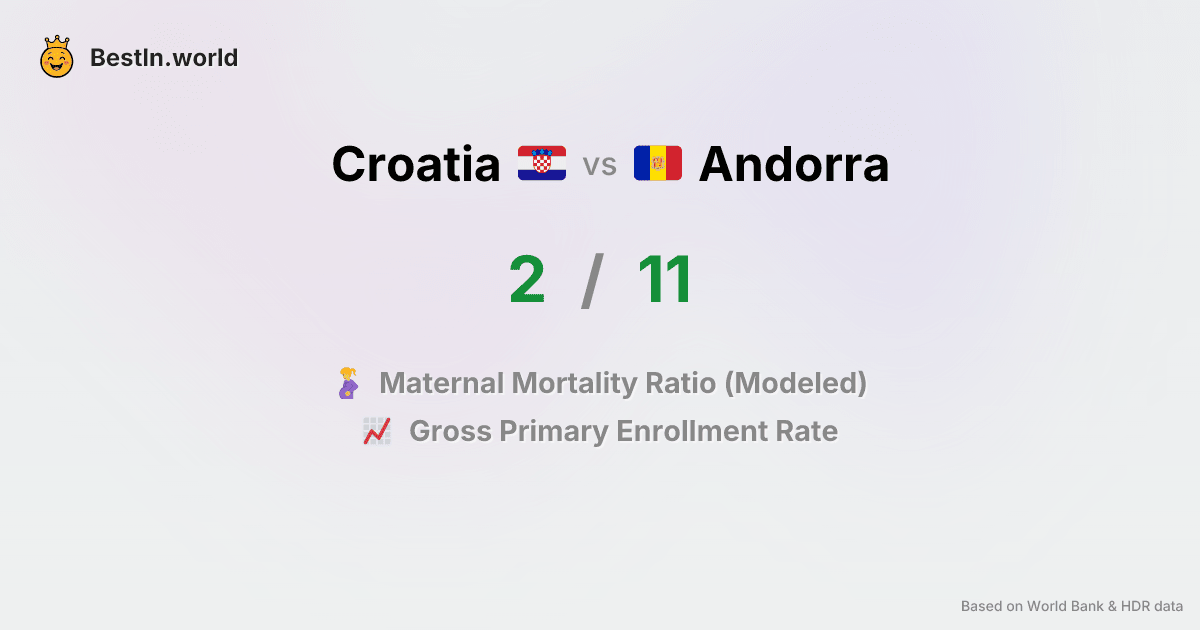 BestIn.world
Croatia vs Andorra
2 / 11
Maternal Mortality Ratio (Modeled)
Gross Primary Enrollment Rate
Based on World Bank & HDR data